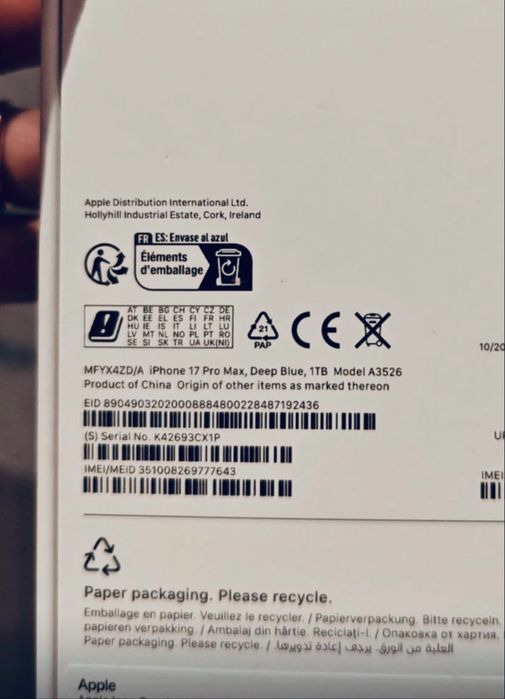 Apple Distribution International Ltd.
Hollyhill Industrial Estate, Cork, Ireland
FR ES: Envase al azul
Éléments
d'emballage
AT BE BG CH CY CZ DE
DK EE EL ES FI FR HR
HU IE IS IT LI LT LU
LV MT NL NO PL PT RO
SE SI SK TR UA UK(NI)
21
PAP
CE
10/20
MFYX4ZD/A iPhone 17 Pro Max, Deep Blue, 1TB Model A3526
Product of China Origin of other items as marked thereon
EID 89049032020008884800228487192436
(S) Serial No. K42693CX1P
IMEI/MEID 351008269777643
IMEI
Paper packaging. Please recycle.
Emballage en papier. Veuillez le recycler. / Papierverpackung. Bitte recyceln.
papieren verpakking. / Ambalaj din hârtie. Reciclați-l. / Опаковка от хартия.
Paper packaging. Please recycle. / العلبة من الورق. يرجى إعادة تدويرها.
Apple